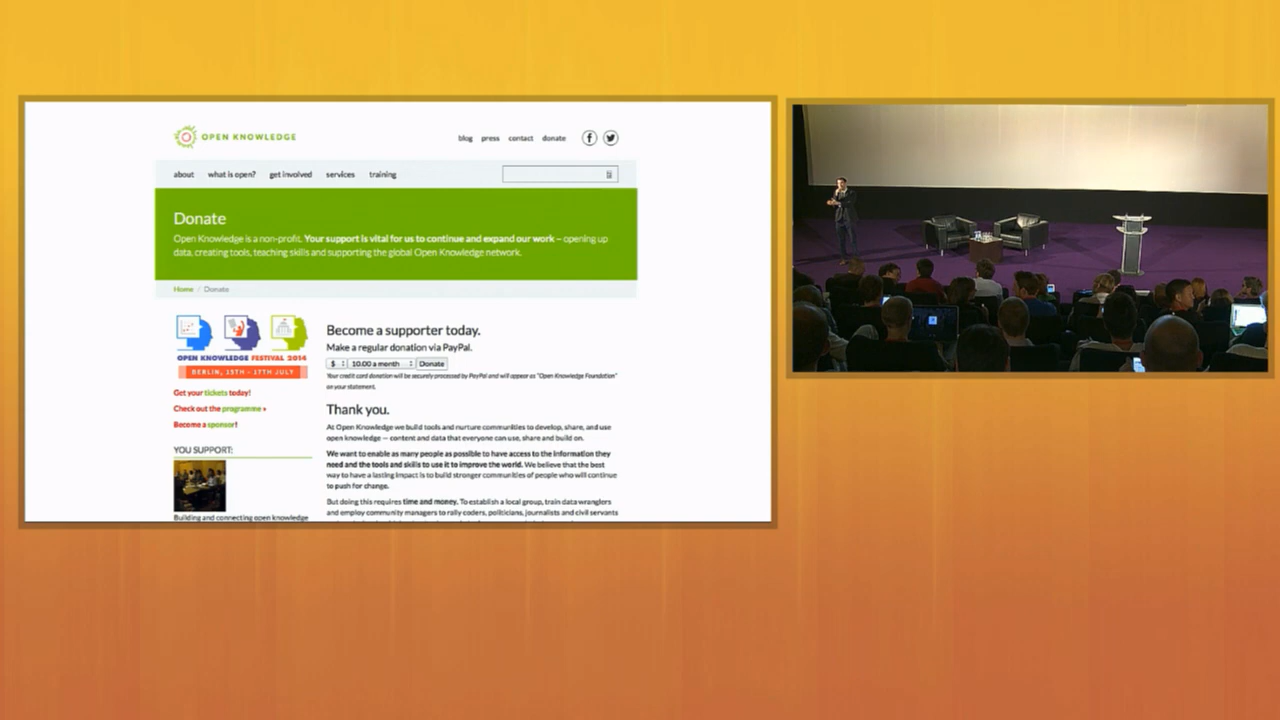 OPEN KNOWLEDGE
blog press contact donate
about what is open? get involved services training
Donate
Open Knowledge is a non-profit. Your support is vital for us to continue and expand our work – opening up
data, creating tools, teaching skills and supporting the global Open Knowledge network.
Home / Donate
OPEN KNOWLEDGE FESTIVAL 2014
BERLIN, 15TH - 17TH JULY
Get your tickets today!
Check out the programme »
Become a sponsor!
YOU SUPPORT:
Building and connecting open knowledge
Become a supporter today.
Make a regular donation via PayPal.
$ 10.00 a month Donate
Your credit card donation will be securely processed by PayPal and will appear as "Open Knowledge Foundation"
on your statement.
Thank you.
At Open Knowledge we build tools and nurture communities to develop, share, and use
open knowledge — content and data that everyone can use, share and build on.
We want to enable as many people as possible to have access to the information they
need and the tools and skills to use it to improve the world. We believe that the best
way to have a lasting impact is to build stronger communities of people who will continue
to push for change.
But doing this requires time and money. To establish a local group, train data wranglers
and employ community managers to rally coders, politicians, journalists and civil servants